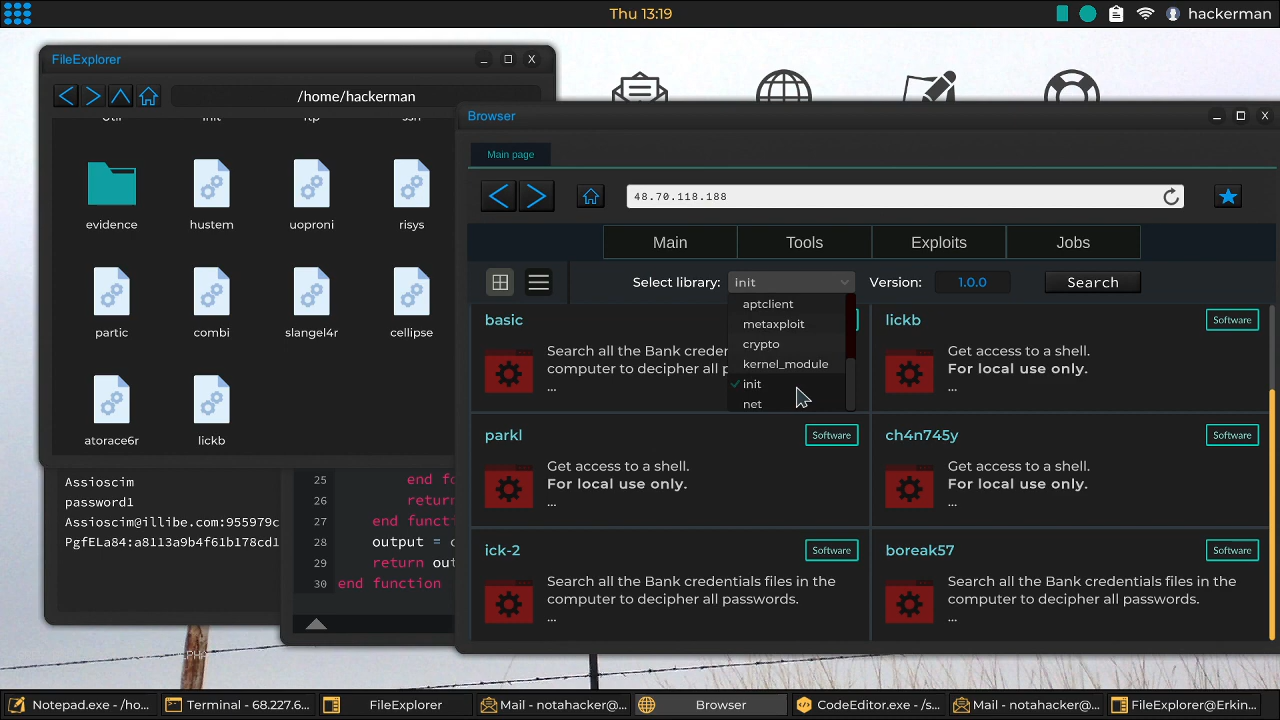 Thu 13:19
hackerman
FileExplorer
_
X
/home/hackerman
evidence
hustem
uoproni
risys
partic
combi
slangel4r
cellipse
atorace6r
lickb
Assioscim
password1
Assioscim@illibe.com:955979c
PgfELa84:a8113a9b4f61b178cd1
25 end fo
26 return
27 end functi
28 output = c
29 return out
30 end function
Browser
_
X
Main page
48.70.118.188
Main
Tools
Exploits
Jobs
Select library:
init
Version:
1.0.0
Search
aptclient
metaxploit
crypto
kernel_module
init
net
basic
Search all the Bank creden
computer to decipher all p
...
lickb
Software
Get access to a shell.
For local use only.
...
parkl
Software
Get access to a shell.
For local use only.
...
ch4n745y
Software
Get access to a shell.
For local use only.
...
ick-2
Software
Search all the Bank credentials files in the
computer to decipher all passwords.
...
boreak57
Software
Search all the Bank credentials files in the
computer to decipher all passwords.
...
Notepad.exe - /ho...
Terminal - 68.227.6...
FileExplorer
Mail - notahacker@...
Browser
CodeEditor.exe - /s...
Mail - notahacker@...
FileExplorer@Erkin...